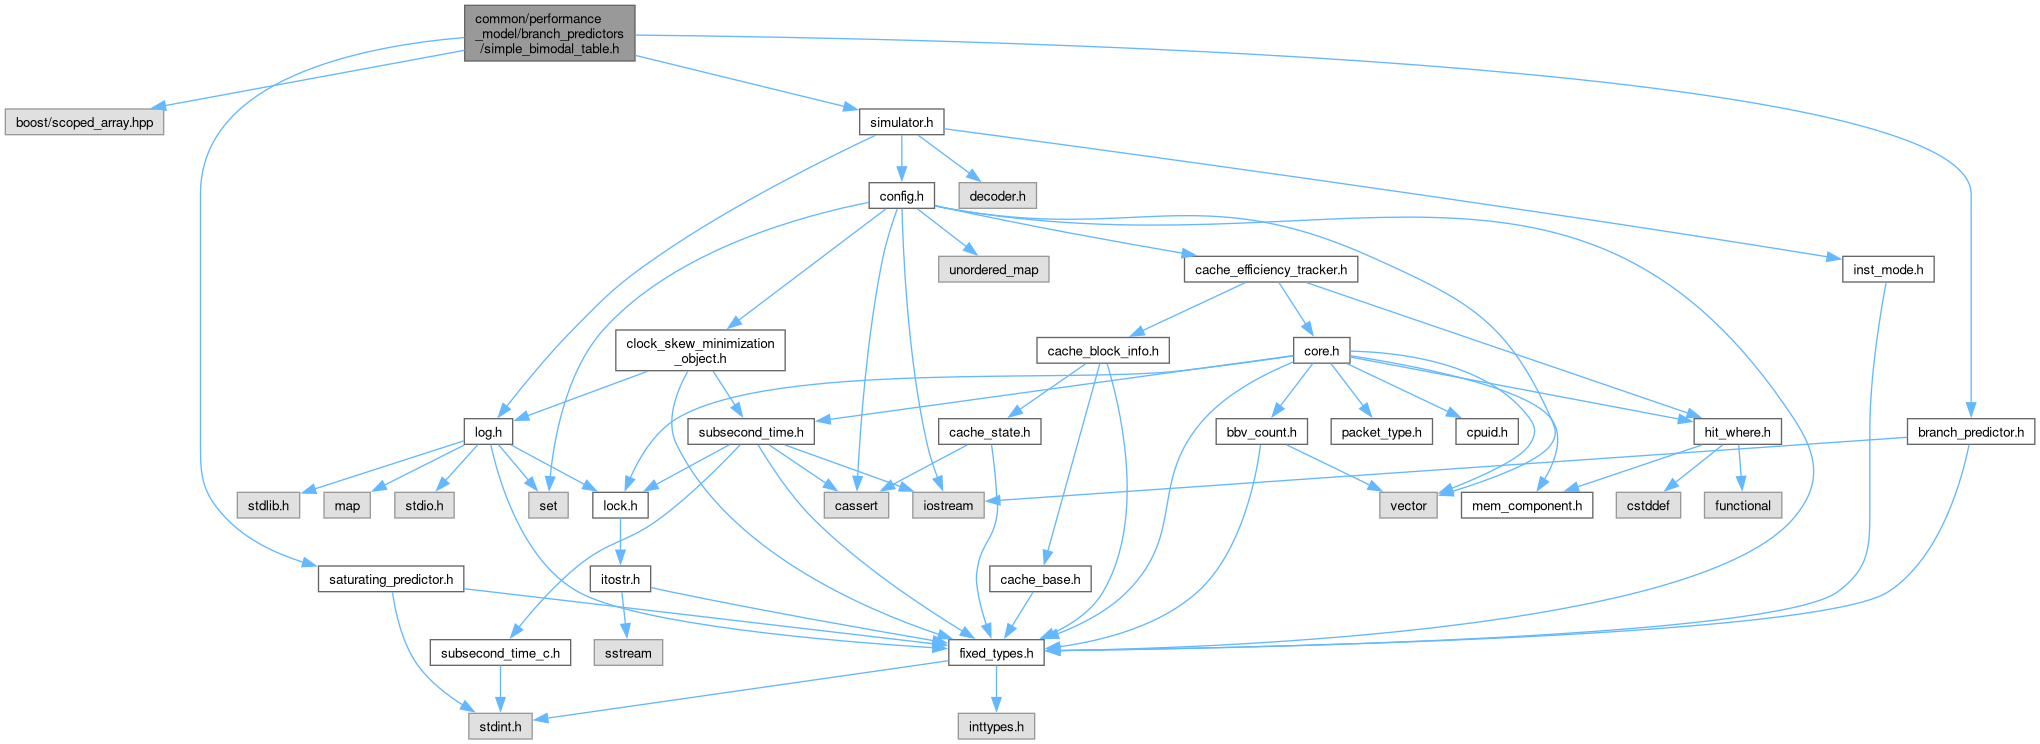 common/performance
_model/branch_predictors
/simple_bimodal_table.h
boost/scoped_array.hpp
simulator.h
config.h
decoder.h
unordered_map
cache_efficiency_tracker.h
inst_mode.h
clock_skew_minimization
_object.h
cache_block_info.h
core.h
log.h
subsecond_time.h
cache_state.h
bbv_count.h
packet_type.h
cpuid.h
hit_where.h
branch_predictor.h
stdlib.h
map
stdio.h
set
lock.h
cassert
iostream
vector
mem_component.h
cstddef
functional
saturating_predictor.h
itostr.h
cache_base.h
subsecond_time_c.h
sstream
fixed_types.h
stdint.h
inttypes.h